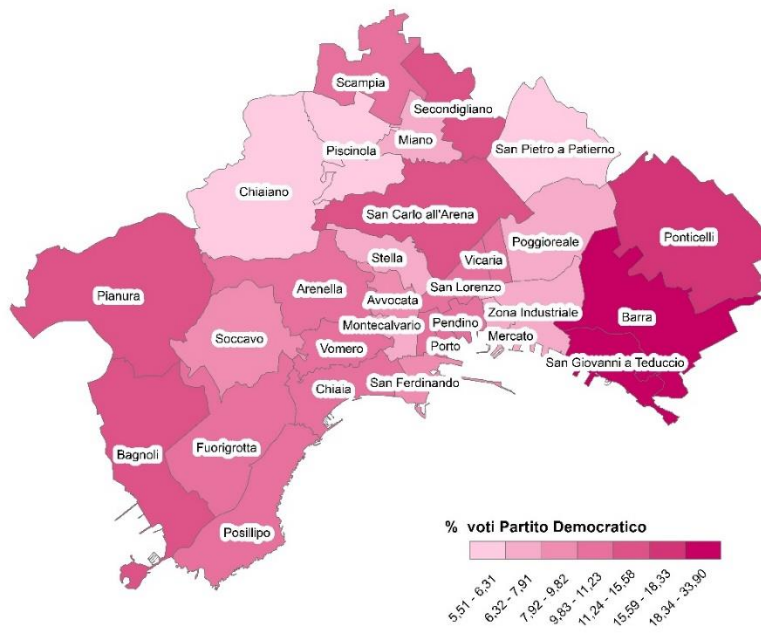 Scampia
Secondigliano
Miano
Piscinola
San Pietro a Patierno
Chiaiano
San Carlo all'Arena
Ponticelli
Poggioreale
Stella
Vicaria
Pianura
Arenella
San Lorenzo
Avvocata
Zona Industriale
Barra
Montecalvario
Pendino
Soccavo
Mercato
Vomero
Porto
San Giovanni a Teduccio
Chiaia
San Ferdinando
Fuorigrotta
Bagnoli
Posillipo
% voti Partito Democratico
5,51 - 6,31
6,32 - 7,91
7,92 - 9,82
9,83 - 11,23
11,24 - 15,58
15,59 - 18,33
18,34 - 33,90